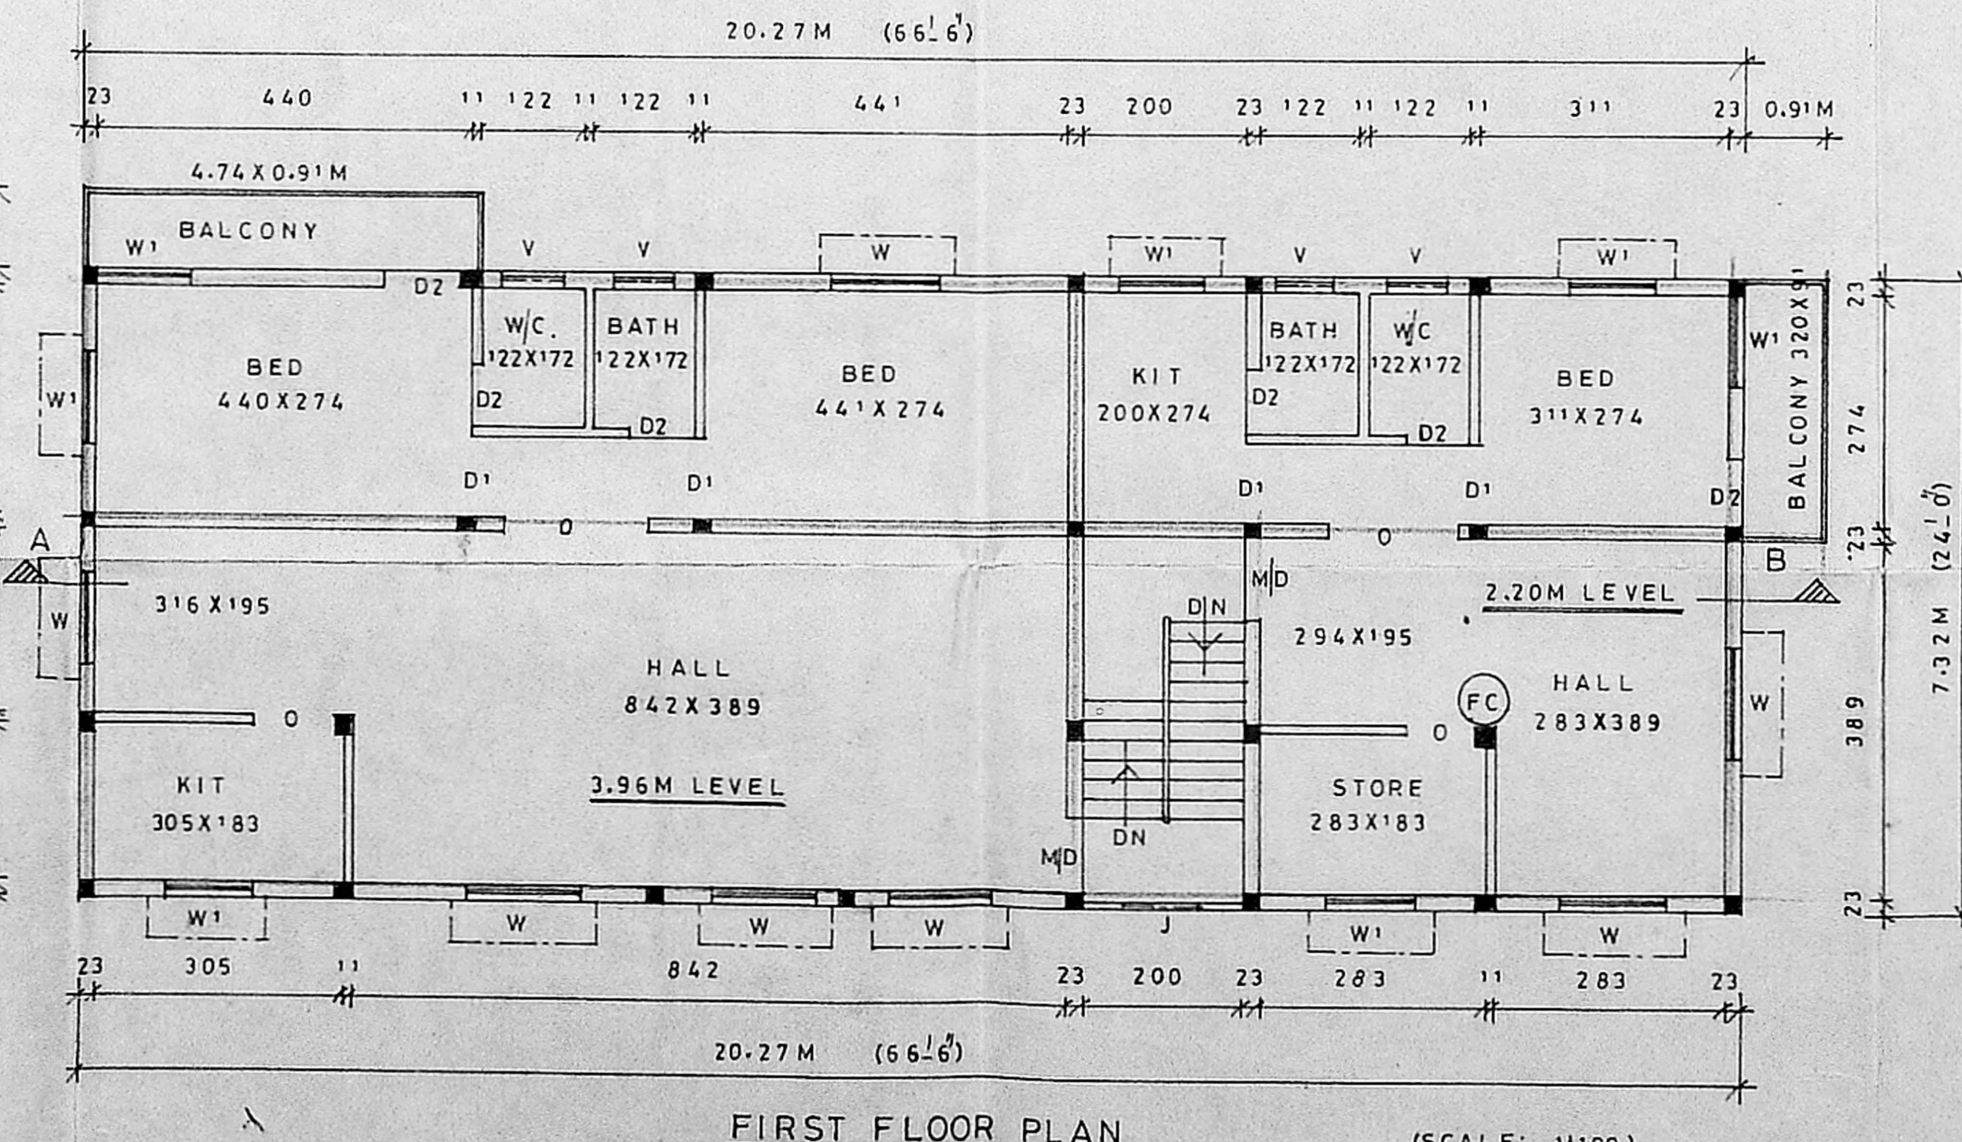 20.27M (66'-6")
23 440 11 122 11 122 11 441 23 200 23 122 11 122 11 311 23 0.91M
4.74X0.91M
BALCONY
W1 V V W W1 V V W1
D2
W/C. BATH BATH W/C
122X172 122X172 122X172 122X172
W1 BALCONY 320X91 23
BED BED KIT BED
440X274 441X274 200X274 311X274
W1 D2 D2 D2 D2
274
D1 D1 D1 D1 D2
O O
A B 23
7.32M (24'-0")
M/D
2.20M LEVEL
316X195 DN 294X195
W
HALL HALL
842X389 283X389
FC W
O O
389
KIT STORE
305X183 283X183
3.96M LEVEL
DN
M/D
23
W1 W W W J W1 W
23 305 11 842 23 200 23 283 11 283 23
20.27M (66'-6")
FIRST FLOOR PLAN